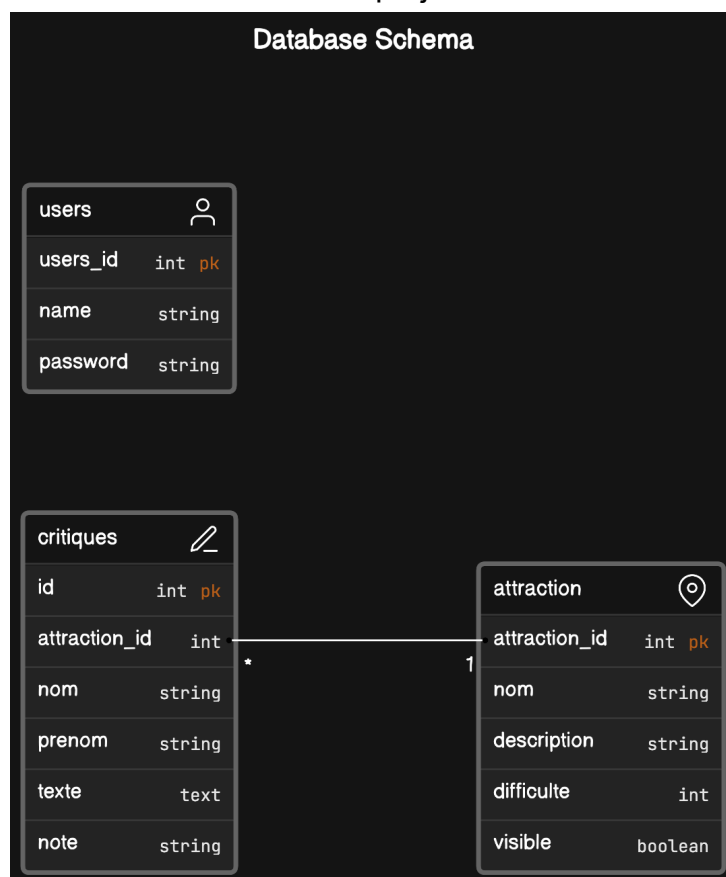 Database Schema
users
users_id int pk
name string
password string
critiques
id int pk
attraction_id int
nom string
prenom string
texte text
note string
* 1
attraction
attraction_id int pk
nom string
description string
difficulte int
visible boolean